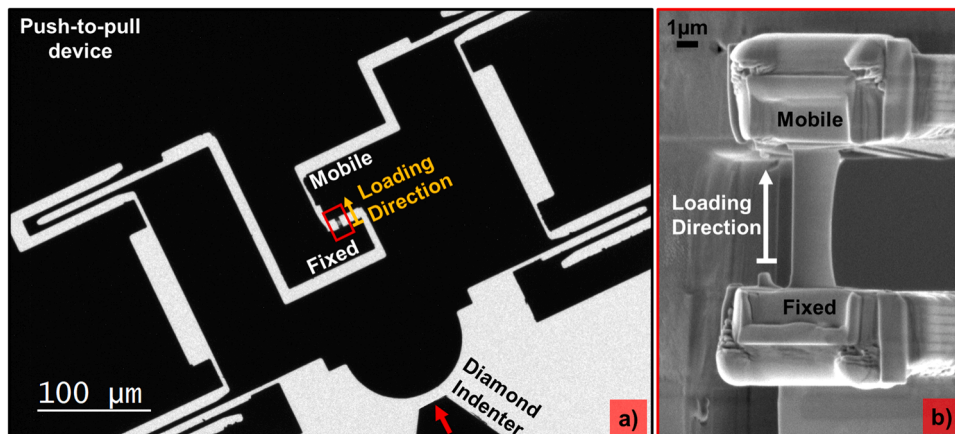 Push-to-pull
device
Mobile
Loading
Direction
Fixed
100 µm
Diamond
Indenter
a)
1µm
Mobile
Loading
Direction
Fixed
b)